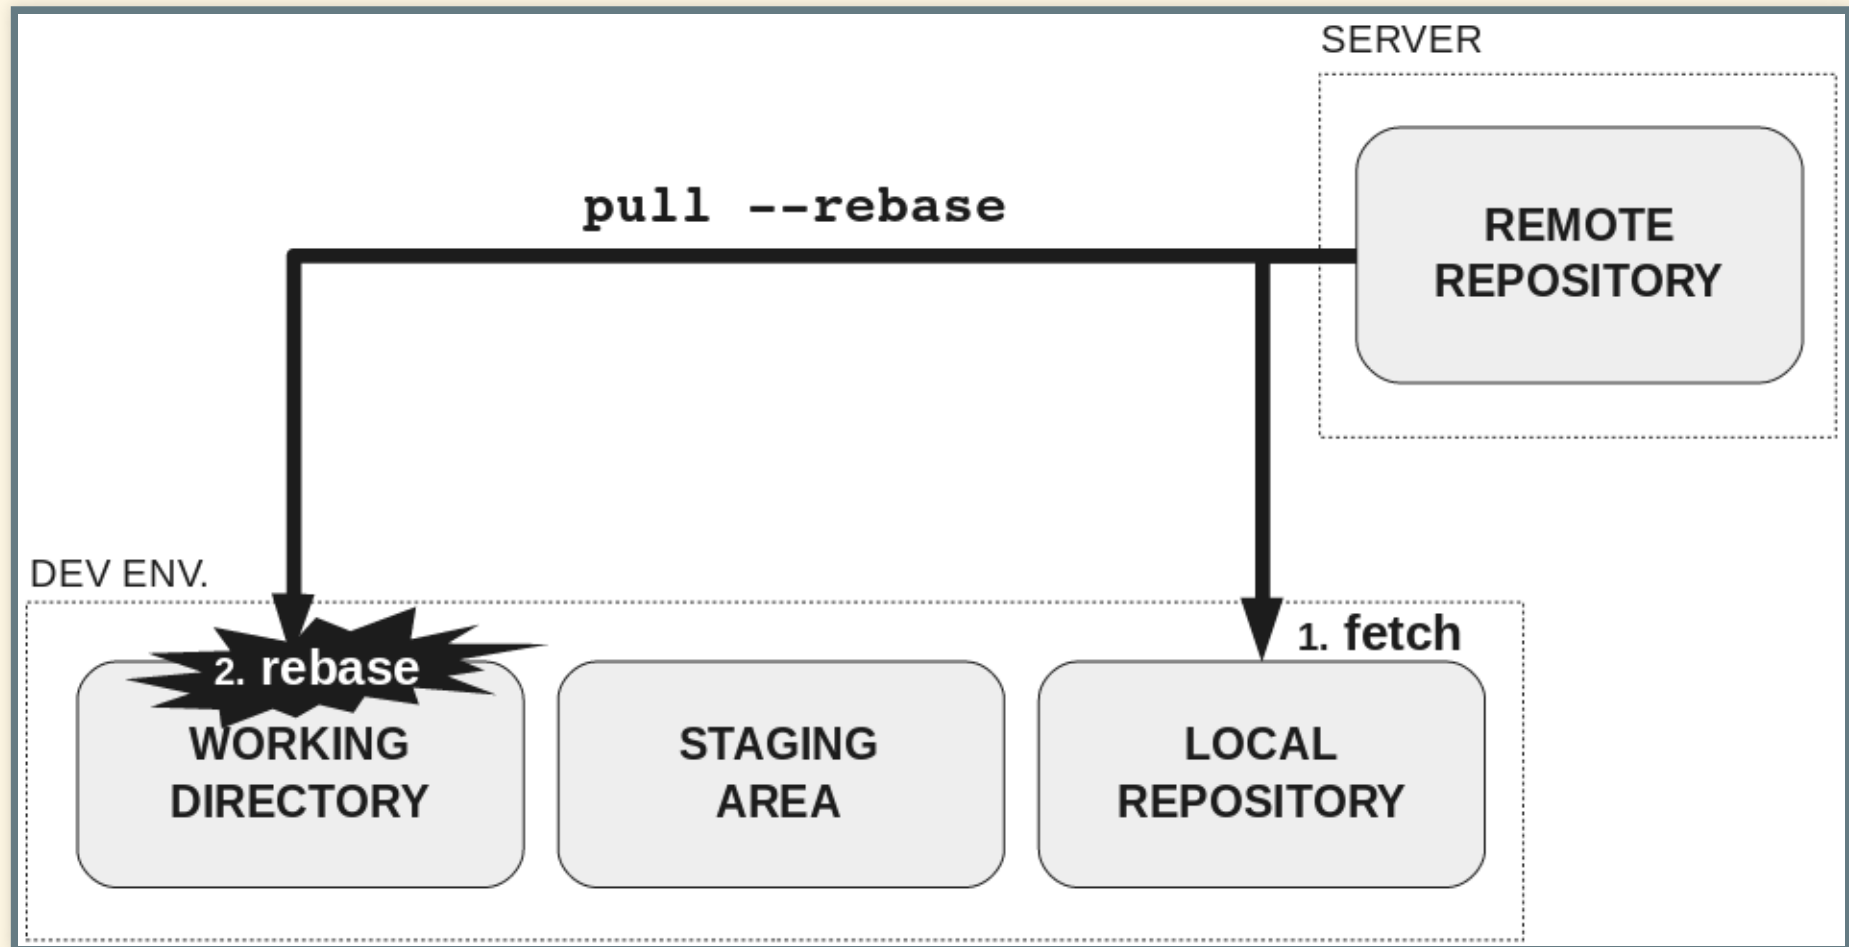 SERVER
REMOTE
REPOSITORY
pull --rebase
DEV ENV.
1. fetch
2. rebase
WORKING
DIRECTORY
STAGING
AREA
LOCAL
REPOSITORY